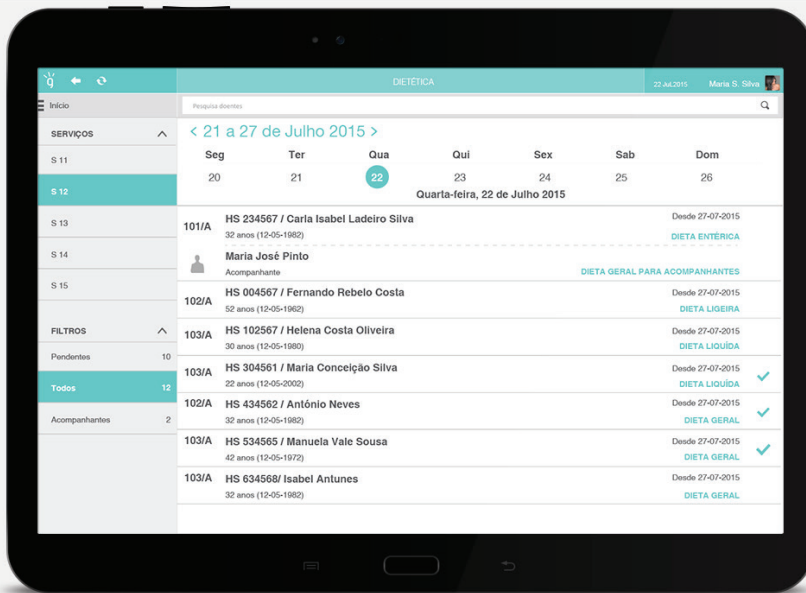 DIETÉTICA
22 Jul.2015 Maria S. Silva
Início
Pesquisa doentes
SERVIÇOS
S 11
S 12
S 13
S 14
S 15
FILTROS
Pendentes 10
Todos 12
Acompanhantes 2
< 21 a 27 de Julho 2015 >
Seg Ter Qua Qui Sex Sab Dom
20 21 22 23 24 25 26
Quarta-feira, 22 de Julho 2015
101/A HS 234567 / Carla Isabel Ladeiro Silva Desde 27-07-2015
32 anos (12-05-1982) DIETA ENTÉRICA
Maria José Pinto
Acompanhante DIETA GERAL PARA ACOMPANHANTES
102/A HS 004567 / Fernando Rebelo Costa Desde 27-07-2015
52 anos (12-05-1962) DIETA LIGEIRA
103/A HS 102567 / Helena Costa Oliveira Desde 27-07-2015
30 anos (12-05-1980) DIETA LIQUÍDA
103/A HS 304561 / Maria Conceição Silva Desde 27-07-2015
22 anos (12-05-2002) DIETA LIQUÍDA
102/A HS 434562 / António Neves Desde 27-07-2015
32 anos (12-05-1982) DIETA GERAL
103/A HS 534565 / Manuela Vale Sousa Desde 27-07-2015
42 anos (12-05-1972) DIETA GERAL
103/A HS 634568/ Isabel Antunes Desde 27-07-2015
32 anos (12-05-1982) DIETA GERAL